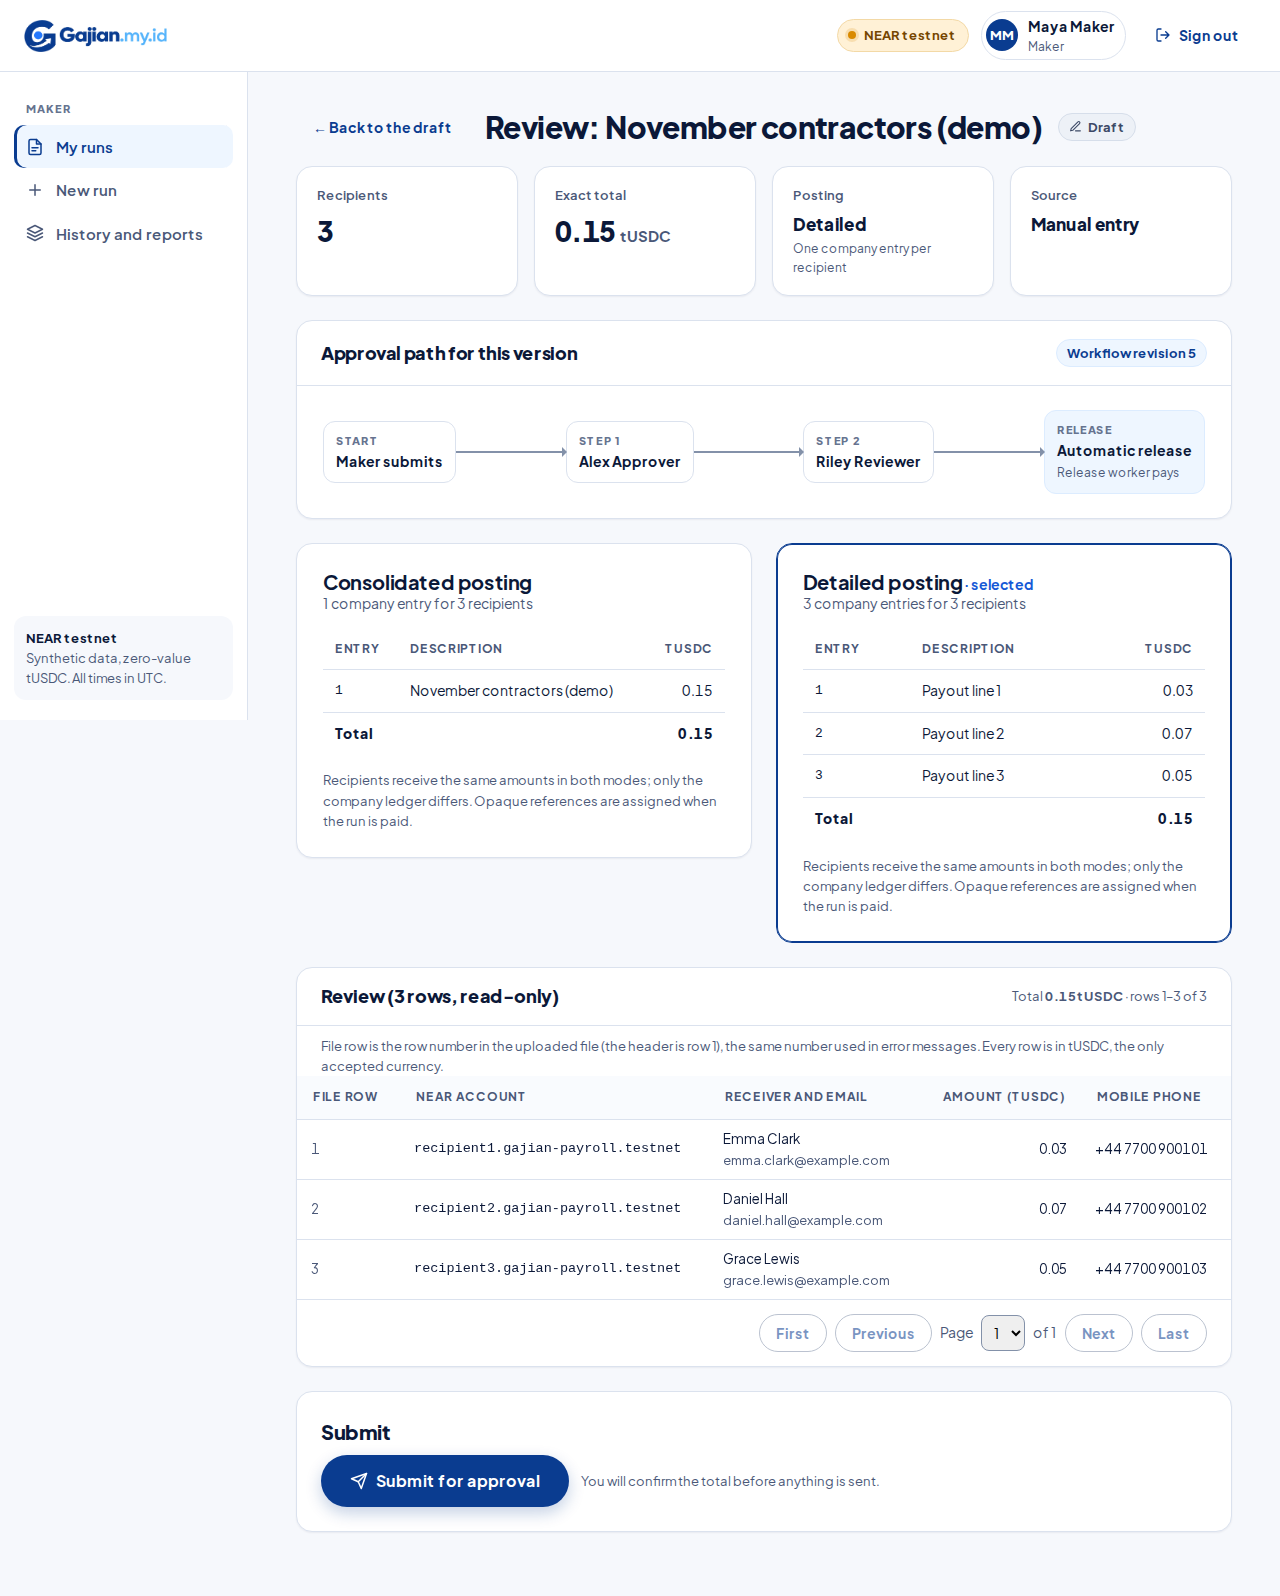 Gajian.my.id
NEAR testnet
MM
Maya Maker
Maker
Sign out
MAKER
My runs
New run
History and reports
NEAR testnet
Synthetic data, zero-value
tUSDC. All times in UTC.
← Back to the draft
Review: November contractors (demo)
Draft
Recipients
3
Exact total
0.15 tUSDC
Posting
Detailed
One company entry per
recipient
Source
Manual entry
Approval path for this version
Workflow revision 5
START
Maker submits
STEP 1
Alex Approver
STEP 2
Riley Reviewer
RELEASE
Automatic release
Release worker pays
Consolidated posting
1 company entry for 3 recipients
ENTRY DESCRIPTION TUSDC
1 November contractors (demo) 0.15
Total 0.15
Recipients receive the same amounts in both modes; only the
company ledger differs. Opaque references are assigned when
the run is paid.
Detailed posting · selected
3 company entries for 3 recipients
ENTRY DESCRIPTION TUSDC
1 Payout line 1 0.03
2 Payout line 2 0.07
3 Payout line 3 0.05
Total 0.15
Recipients receive the same amounts in both modes; only the
company ledger differs. Opaque references are assigned when
the run is paid.
Review (3 rows, read-only)
Total 0.15 tUSDC · rows 1–3 of 3
File row is the row number in the uploaded file (the header is row 1), the same number used in error messages. Every row is in tUSDC, the only
accepted currency.
FILE ROW NEAR ACCOUNT RECEIVER AND EMAIL AMOUNT (TUSDC) MOBILE PHONE
1 recipient1.gajian-payroll.testnet Emma Clark 0.03 +44 7700 900101
emma.clark@example.com
2 recipient2.gajian-payroll.testnet Daniel Hall 0.07 +44 7700 900102
daniel.hall@example.com
3 recipient3.gajian-payroll.testnet Grace Lewis 0.05 +44 7700 900103
grace.lewis@example.com
First Previous Page 1 of 1 Next Last
Submit
Submit for approval
You will confirm the total before anything is sent.